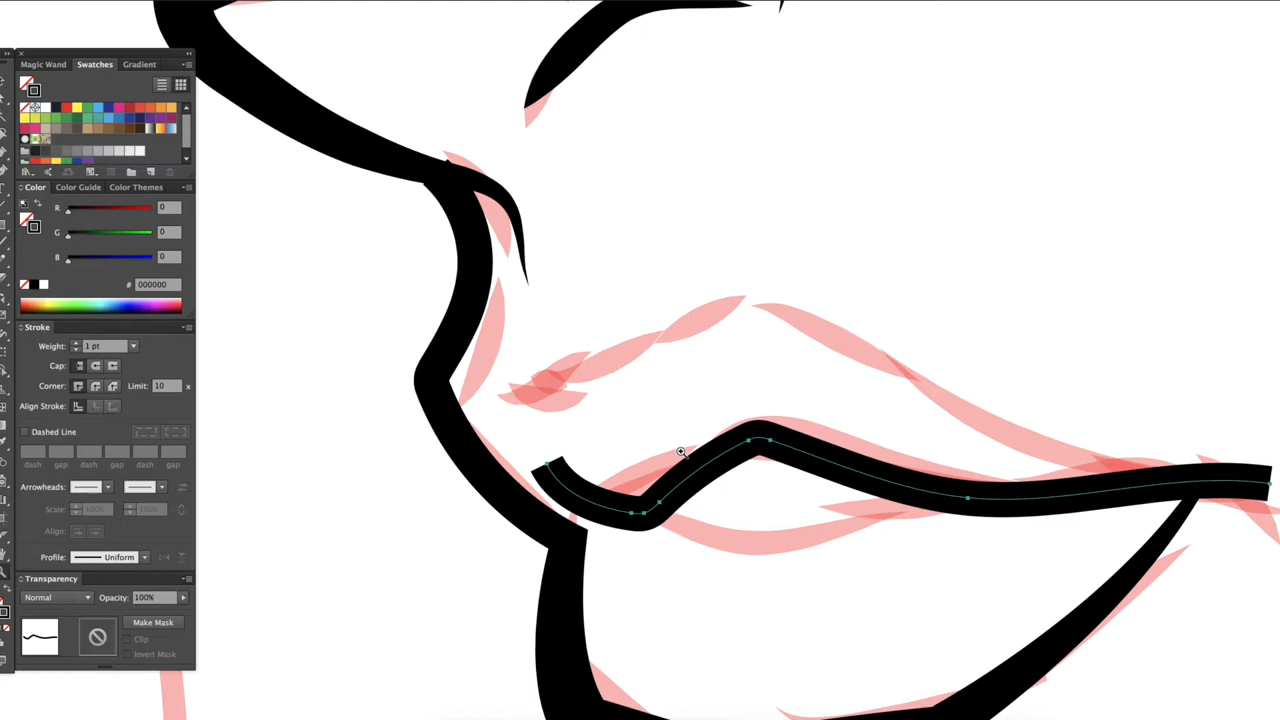 Magic Wand Swatches Gradient
Color Color Guide Color Themes
R 0
G 0
B 0
# 000000
Stroke
Weight: 1 pt
Cap:
Corner: Limit: 10 x
Align Stroke:
Dashed Line
dash gap dash gap dash gap
Arrowheads:
Scale: 100% 100%
Align:
Profile: Uniform
Transparency
Normal Opacity: 100%
Make Mask
Clip
Invert Mask